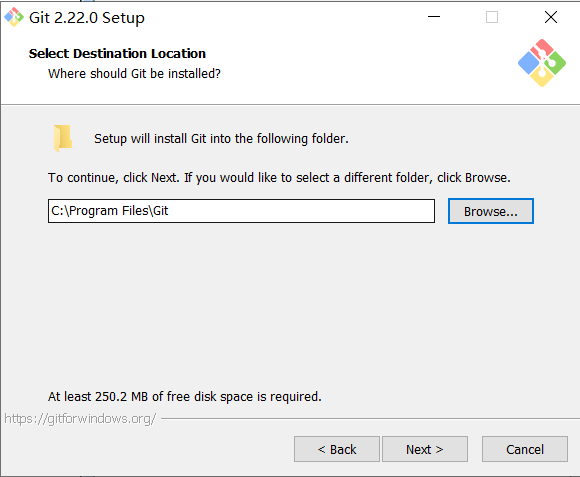 Git 2.22.0 Setup
Select Destination Location
Where should Git be installed?
Setup will install Git into the following folder.
To continue, click Next. If you would like to select a different folder, click Browse.
C:\Program Files\Git
Browse...
At least 250.2 MB of free disk space is required.
https://gitforwindows.org/
< Back
Next >
Cancel